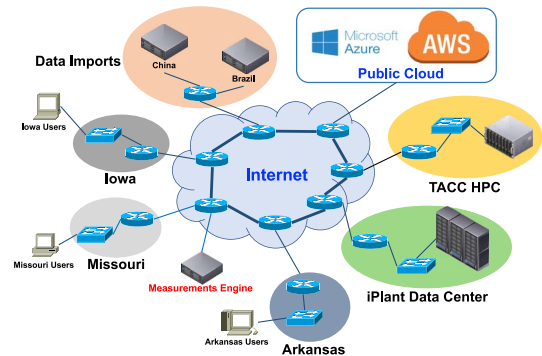 Microsoft
Azure
AWS
Public Cloud
Data Imports
China
Brazil
Iowa Users
Iowa
Internet
TACC HPC
Missouri Users
Missouri
Measurements Engine
iPlant Data Center
Arkansas Users
Arkansas